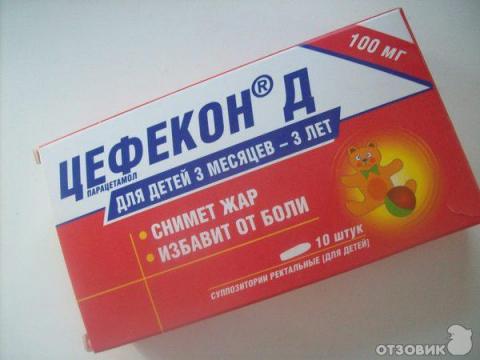 100 мг
ЦЕФЕКОН® Д
ПАРАЦЕТАМОЛ
ДЛЯ ДЕТЕЙ 3 МЕСЯЦЕВ – 3 ЛЕТ
• СНИМЕТ ЖАР
• ИЗБАВИТ ОТ БОЛИ
10 ШТУК
СУППОЗИТОРИИ РЕКТАЛЬНЫЕ (ДЛЯ ДЕТЕЙ)
ОТЗОВИК